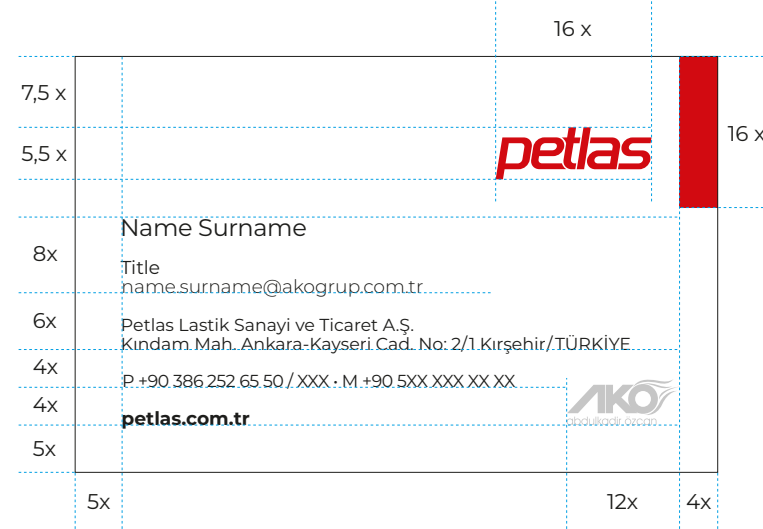 16 x
7,5 x
16 x
5,5 x
petlas
Name Surname
8x
Title
name.surname@akogrup.com.tr
6x
Petlas Lastik Sanayi ve Ticaret A.Ş.
Kındam Mah. Ankara-Kayseri Cad. No: 2/1 Kırşehir/TÜRKİYE
4x
P +90 386 252 65 50 / XXX • M +90 5XX XXX XX XX
4x
AKO
abdulkadir özcan
petlas.com.tr
5x
5x
12x
4x